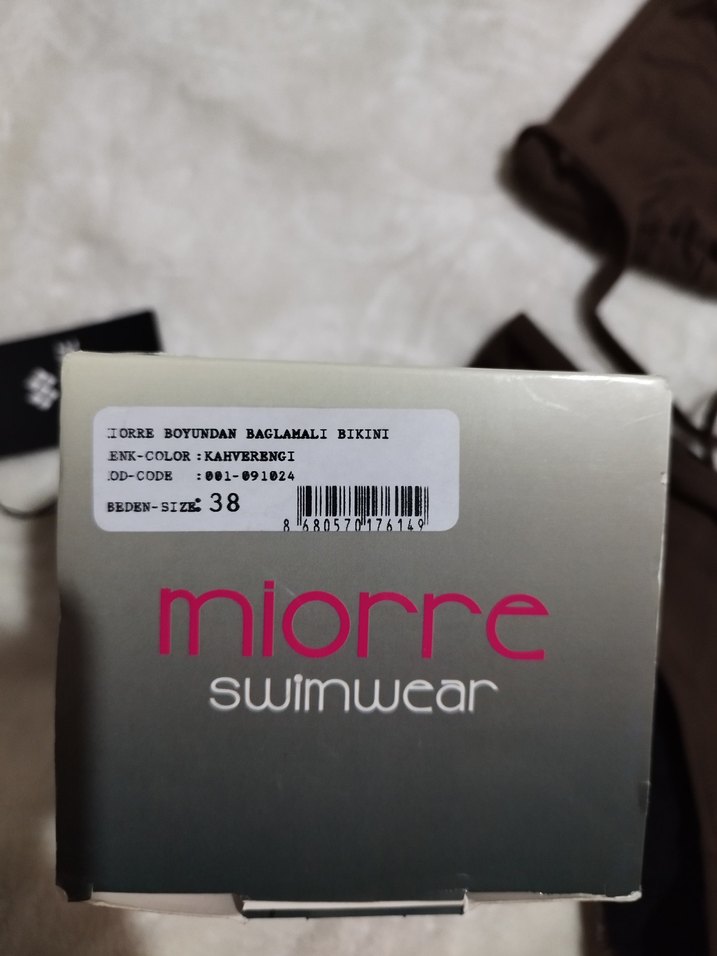 IORRE BOYUNDAN BAGLAMALI BIKINI
ENK-COLOR :KAHVERENGI
OD-CODE :001-091024
BEDEN-SIZE: 38
8 680570 176149
miorre
swimwear